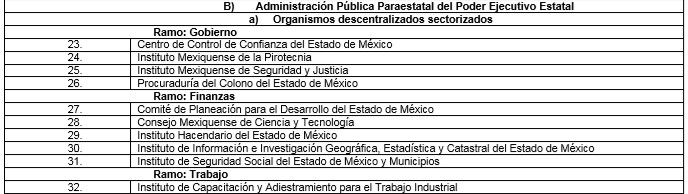 B) Administración Pública Paraestatal del Poder Ejecutivo Estatal
a) Organismos descentralizados sectorizados
Ramo: Gobierno
23. Centro de Control de Confianza del Estado de México
24. Instituto Mexiquense de la Pirotecnia
25. Instituto Mexiquense de Seguridad y Justicia
26. Procuraduría del Colono del Estado de México
Ramo: Finanzas
27. Comité de Planeación para el Desarrollo del Estado de México
28. Consejo Mexiquense de Ciencia y Tecnología
29. Instituto Hacendario del Estado de México
30. Instituto de Información e Investigación Geográfica, Estadística y Catastral del Estado de México
31. Instituto de Seguridad Social del Estado de México y Municipios
Ramo: Trabajo
32. Instituto de Capacitación y Adiestramiento para el Trabajo Industrial